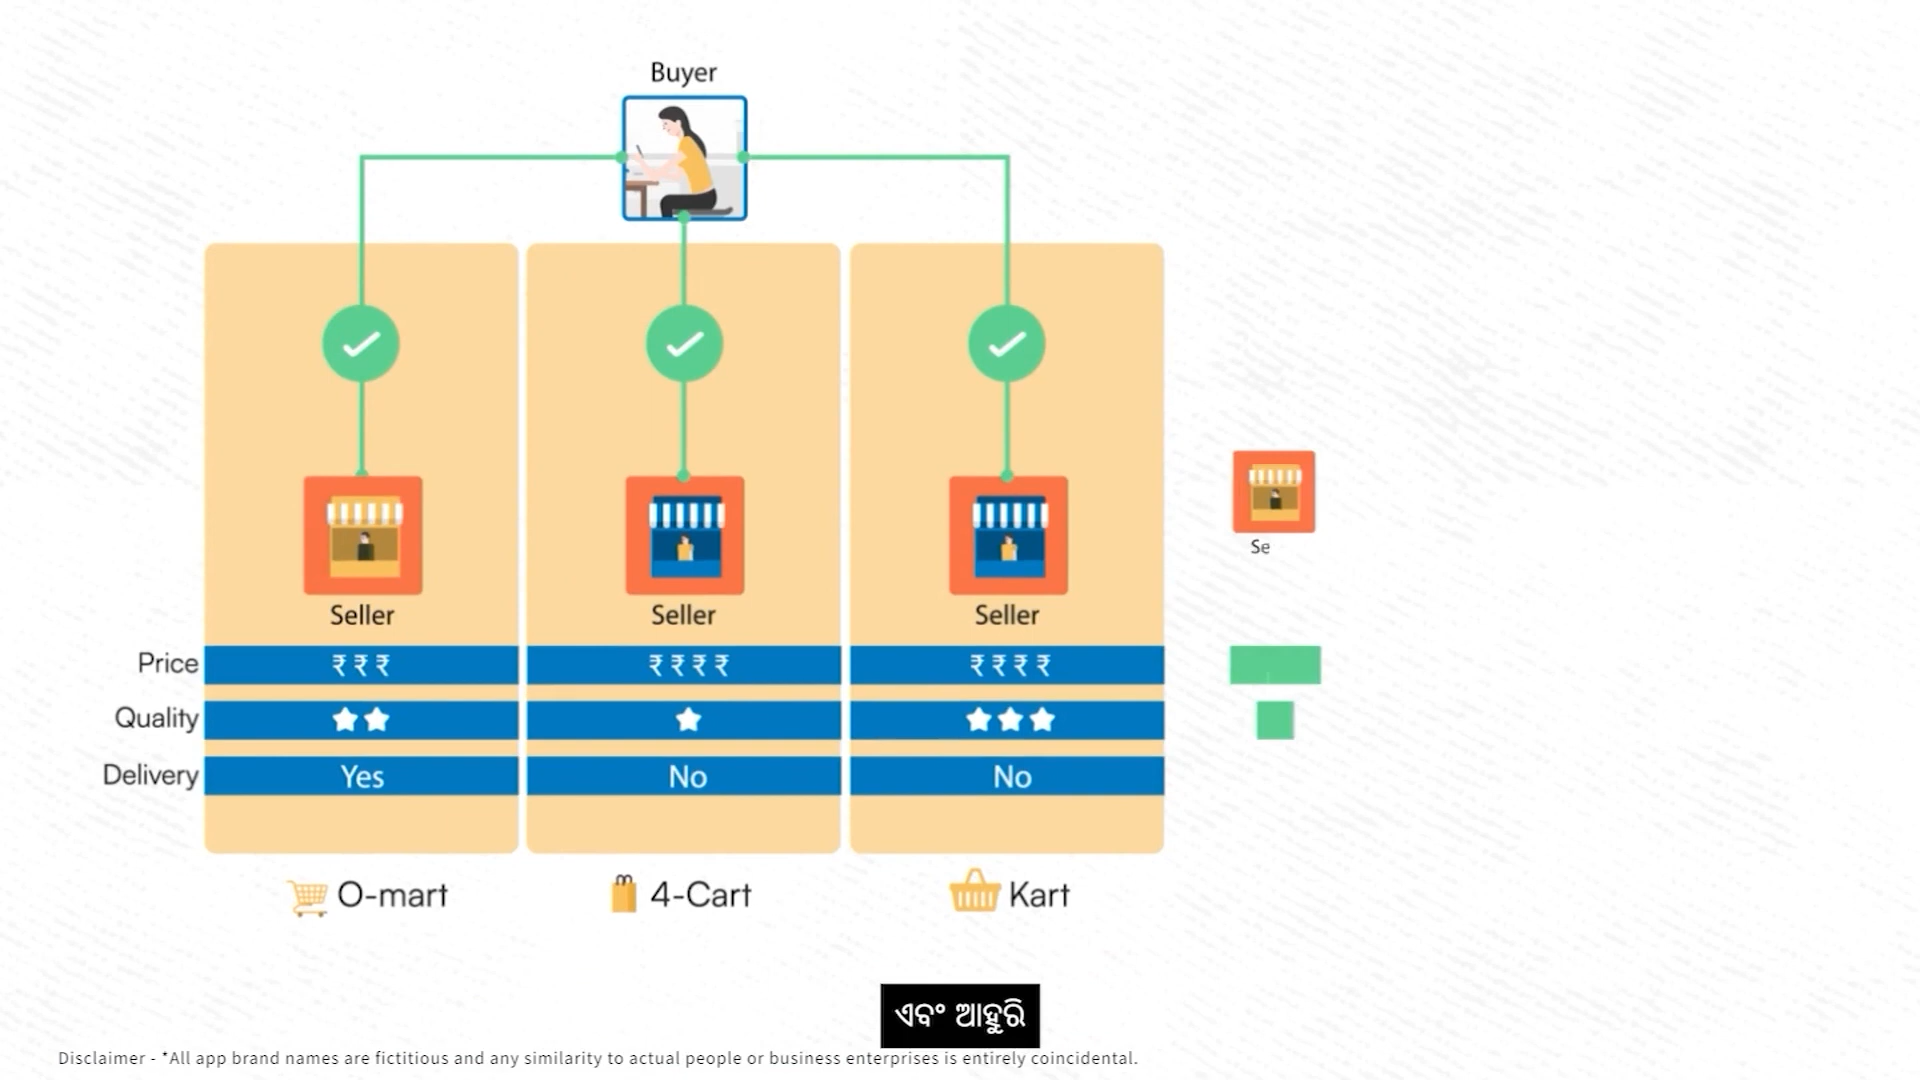 Buyer
Se
Seller Seller Seller
Price ₹ ₹ ₹ ₹ ₹ ₹ ₹ ₹ ₹ ₹ ₹
Quality
Delivery Yes No No
O-mart 4-Cart Kart
ଏବଂ ଆହୁରି
Disclaimer - *All app brand names are fictitious and any similarity to actual people or business enterprises is entirely coincidental.